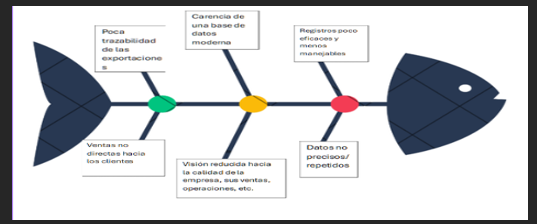 Poca
trazabilidad
de las
exportacione
s
Carencia de
una base de
datos
moderna
Registros poco
eficaces y
menos
manejables
Ventas no
directas hacia
los clientes
Visión reducida hacia
la calidad de la
empresa, sus ventas,
operaciones, etc.
Datos no
precisos/
repetidos